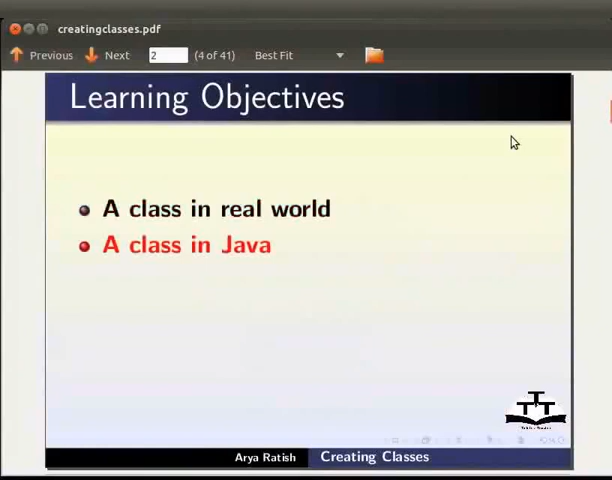 creatingclasses.pdf
Previous Next 2 (4 of 41) Best Fit
Learning Objectives
A class in real world
A class in Java
Arya Ratish Creating Classes